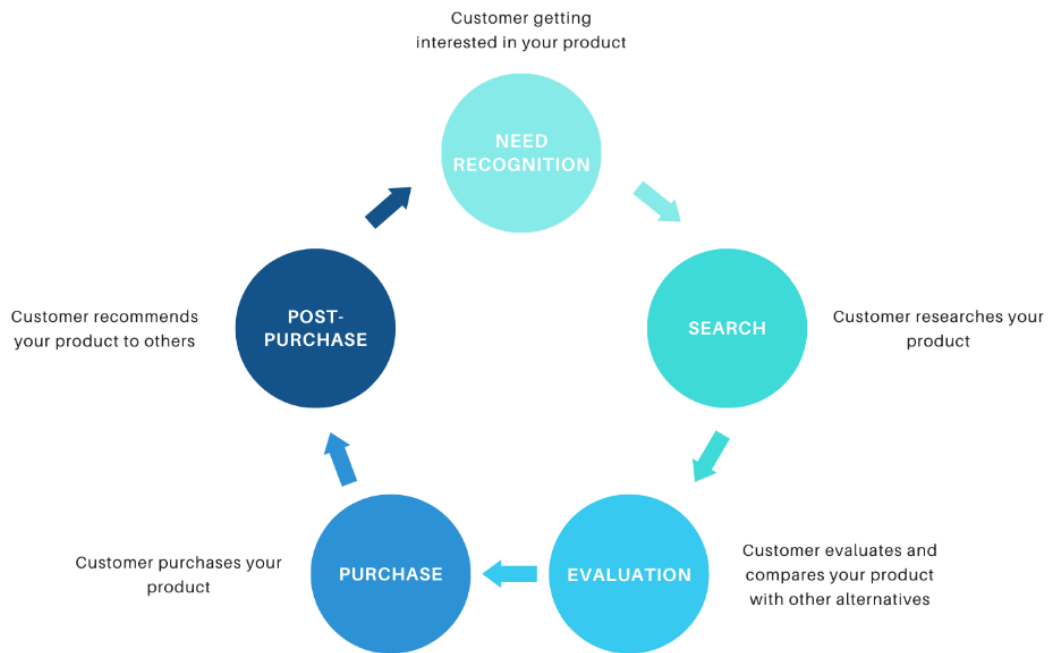 Customer getting
interested in your product
NEED
RECOGNITION
SEARCH
Customer researches your
product
EVALUATION
Customer evaluates and
compares your product
with other alternatives
PURCHASE
Customer purchases your
product
POST-
PURCHASE
Customer recommends
your product to others